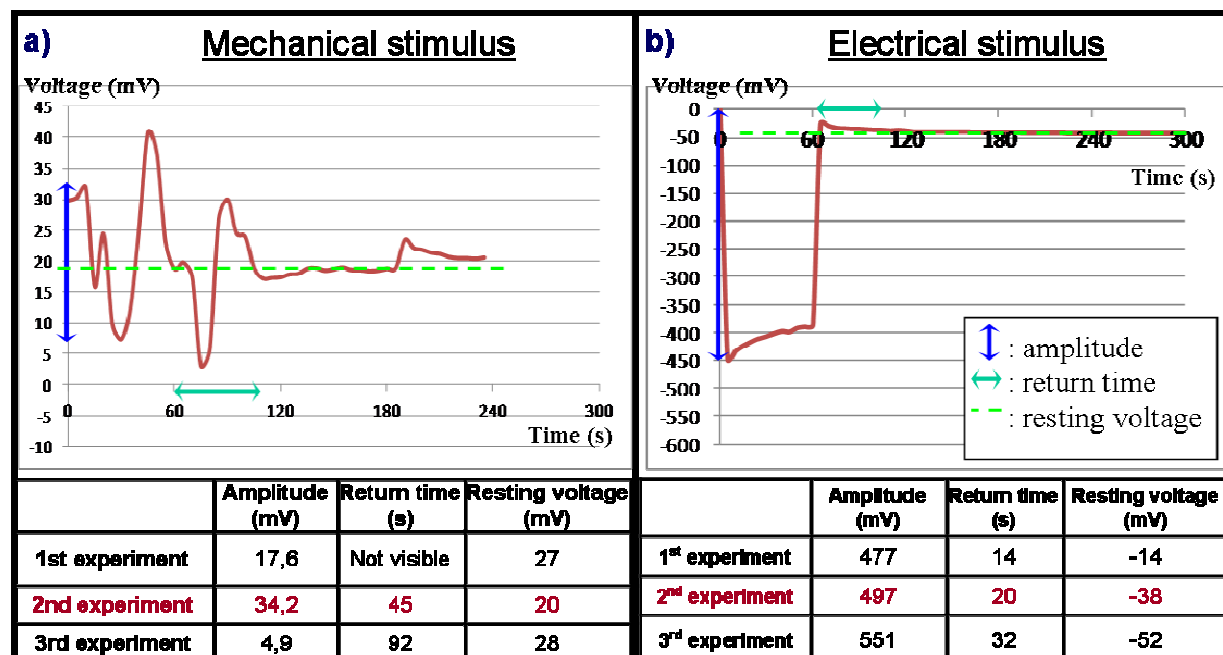 a) Mechanical stimulus
Voltage (mV)
45
40
35
30
25
20
15
10
5
0
-5
-10
0 60 120 180 240 300
Time (s)
Amplitude (mV) Return time (s) Resting voltage (mV)
1st experiment 17,6 Not visible 27
2nd experiment 34,2 45 20
3rd experiment 4,9 92 28
b) Electrical stimulus
Voltage (mV)
0
-50
-100
-150
-200
-250
-300
-350
-400
-450
-500
-550
-600
0 60 120 180 240 300
Time (s)
: amplitude
: return time
: resting voltage
Amplitude (mV) Return time (s) Resting voltage (mV)
1st experiment 477 14 -14
2nd experiment 497 20 -38
3rd experiment 551 32 -52